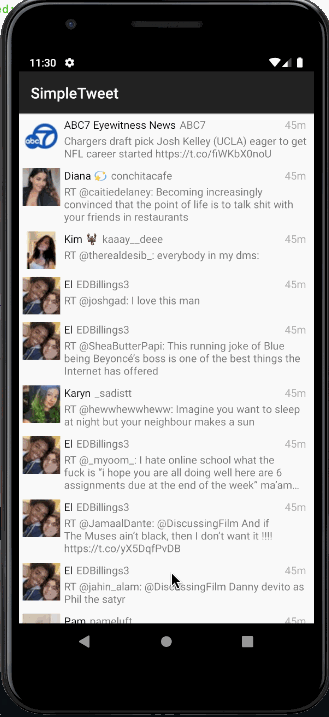 ed:
11:30
SimpleTweet
ABC7 Eyewitness News ABC7 45m
Chargers draft pick Josh Kelley (UCLA) eager to get
NFL career started https://t.co/fiWKbX0noU
abc 7
Diana 💫 conchitacafe 45m
RT @caitiedelaney: Becoming increasingly
convinced that the point of life is to talk shit with
your friends in restaurants
Kim kaaay__deee 45m
RT @therealdesib_: everybody in my dms:
El EDBillings3 45m
RT @joshgad: I love this man
El EDBillings3 45m
RT @SheaButterPapi: This running joke of Blue
being Beyoncé's boss is one of the best things the
Internet has offered
Karyn _sadistt 45m
RT @hewwhewwheww: Imagine you want to sleep
at night but your neighbour makes a sun
El EDBillings3 45m
RT @_myoom_: I hate online school what the
fuck is "i hope you are all doing well here are 6
assignments due at the end of the week" ma'am...
El EDBillings3 45m
RT @JamaalDante: @DiscussingFilm And if
The Muses ain't black, then I don't want it !!!!
https://t.co/yX5DqfPvDB
El EDBillings3 45m
RT @jahin_alam: @DiscussingFilm Danny devito as
Phil the satyr
Pam pameluft 45m